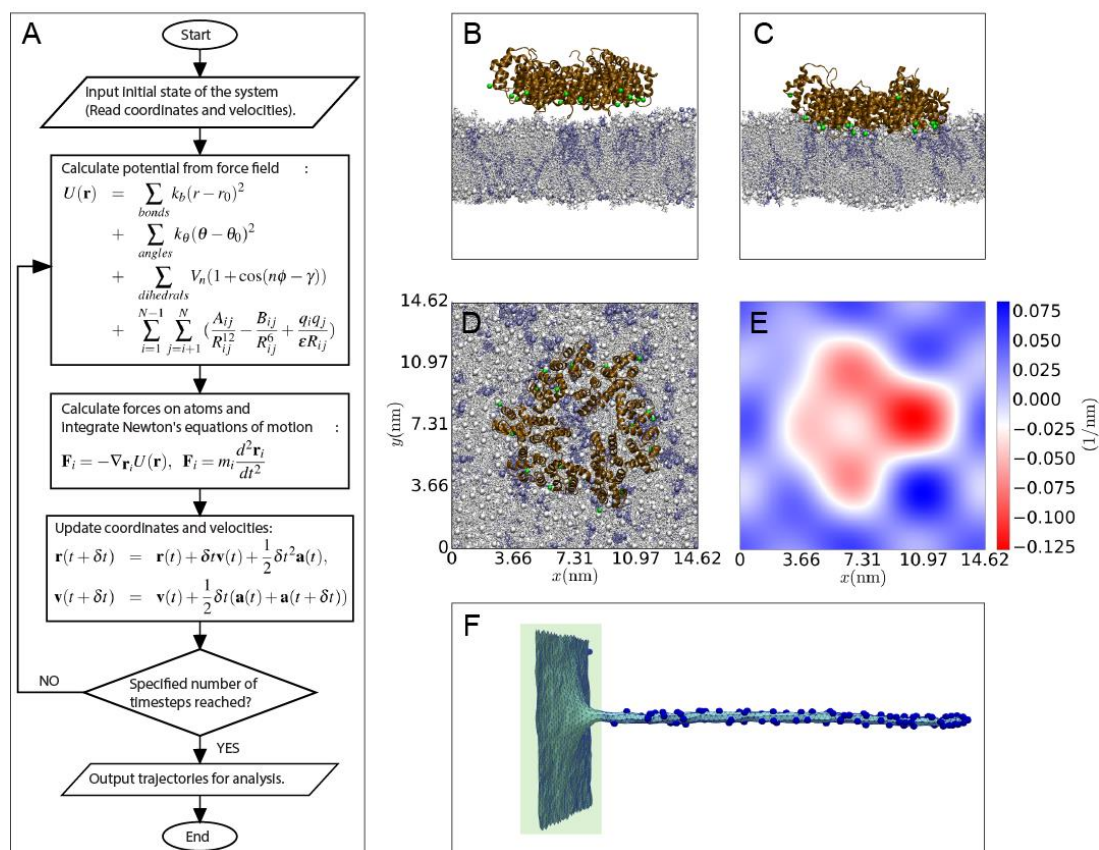 A
Start
Input Initial state of the system
(Read coordinates and velocities).
Calculate potential from force field :
U(r) = ∑bonds k_b(r − r_0)^2
+ ∑angles k_θ(θ − θ_0)^2
+ ∑dihedrals V_n(1 + cos(nϕ − γ))
+ ∑_{i=1}^{N−1} ∑_{j=i+1}^{N} (A_ij/R_ij^12 − B_ij/R_ij^6 + q_i q_j/εR_ij)
Calculate forces on atoms and
Integrate Newton's equations of motion :
F_i = −∇_{r_i}U(r), F_i = m_i d^2r_i/dt^2
Update coordinates and velocities:
r(t + δt) = r(t) + δtv(t) + 1/2 δt^2a(t),
v(t + δt) = v(t) + 1/2 δt(a(t) + a(t + δt))
NO
Specified number of
timesteps reached?
YES
Output trajectories for analysis.
End
B
C
D
14.62
10.97
7.31
3.66
0
y(nm)
0 3.66 7.31 10.97 14.62
x(nm)
E
3.66 7.31 10.97 14.62
x(nm)
0.075
0.050
0.025
0.000
−0.025
−0.050
−0.075
−0.100
−0.125
(1/nm)
F